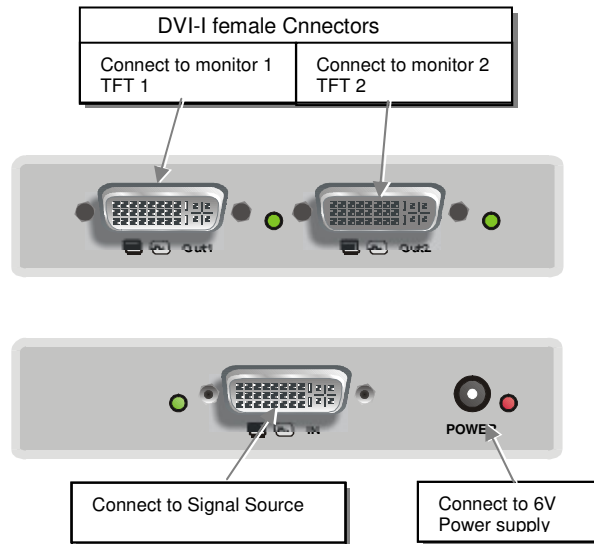 DVI-I female Cnnectors
Connect to monitor 1
TFT 1
Connect to monitor 2
TFT 2
Out1
Out2
IN
POWER
Connect to Signal Source
Connect to 6V
Power supply